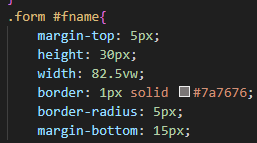 }
.form #fname{
margin-top: 5px;
height: 30px;
width: 82.5vw;
border: 1px solid #7a7676;
border-radius: 5px;
margin-bottom: 15px;